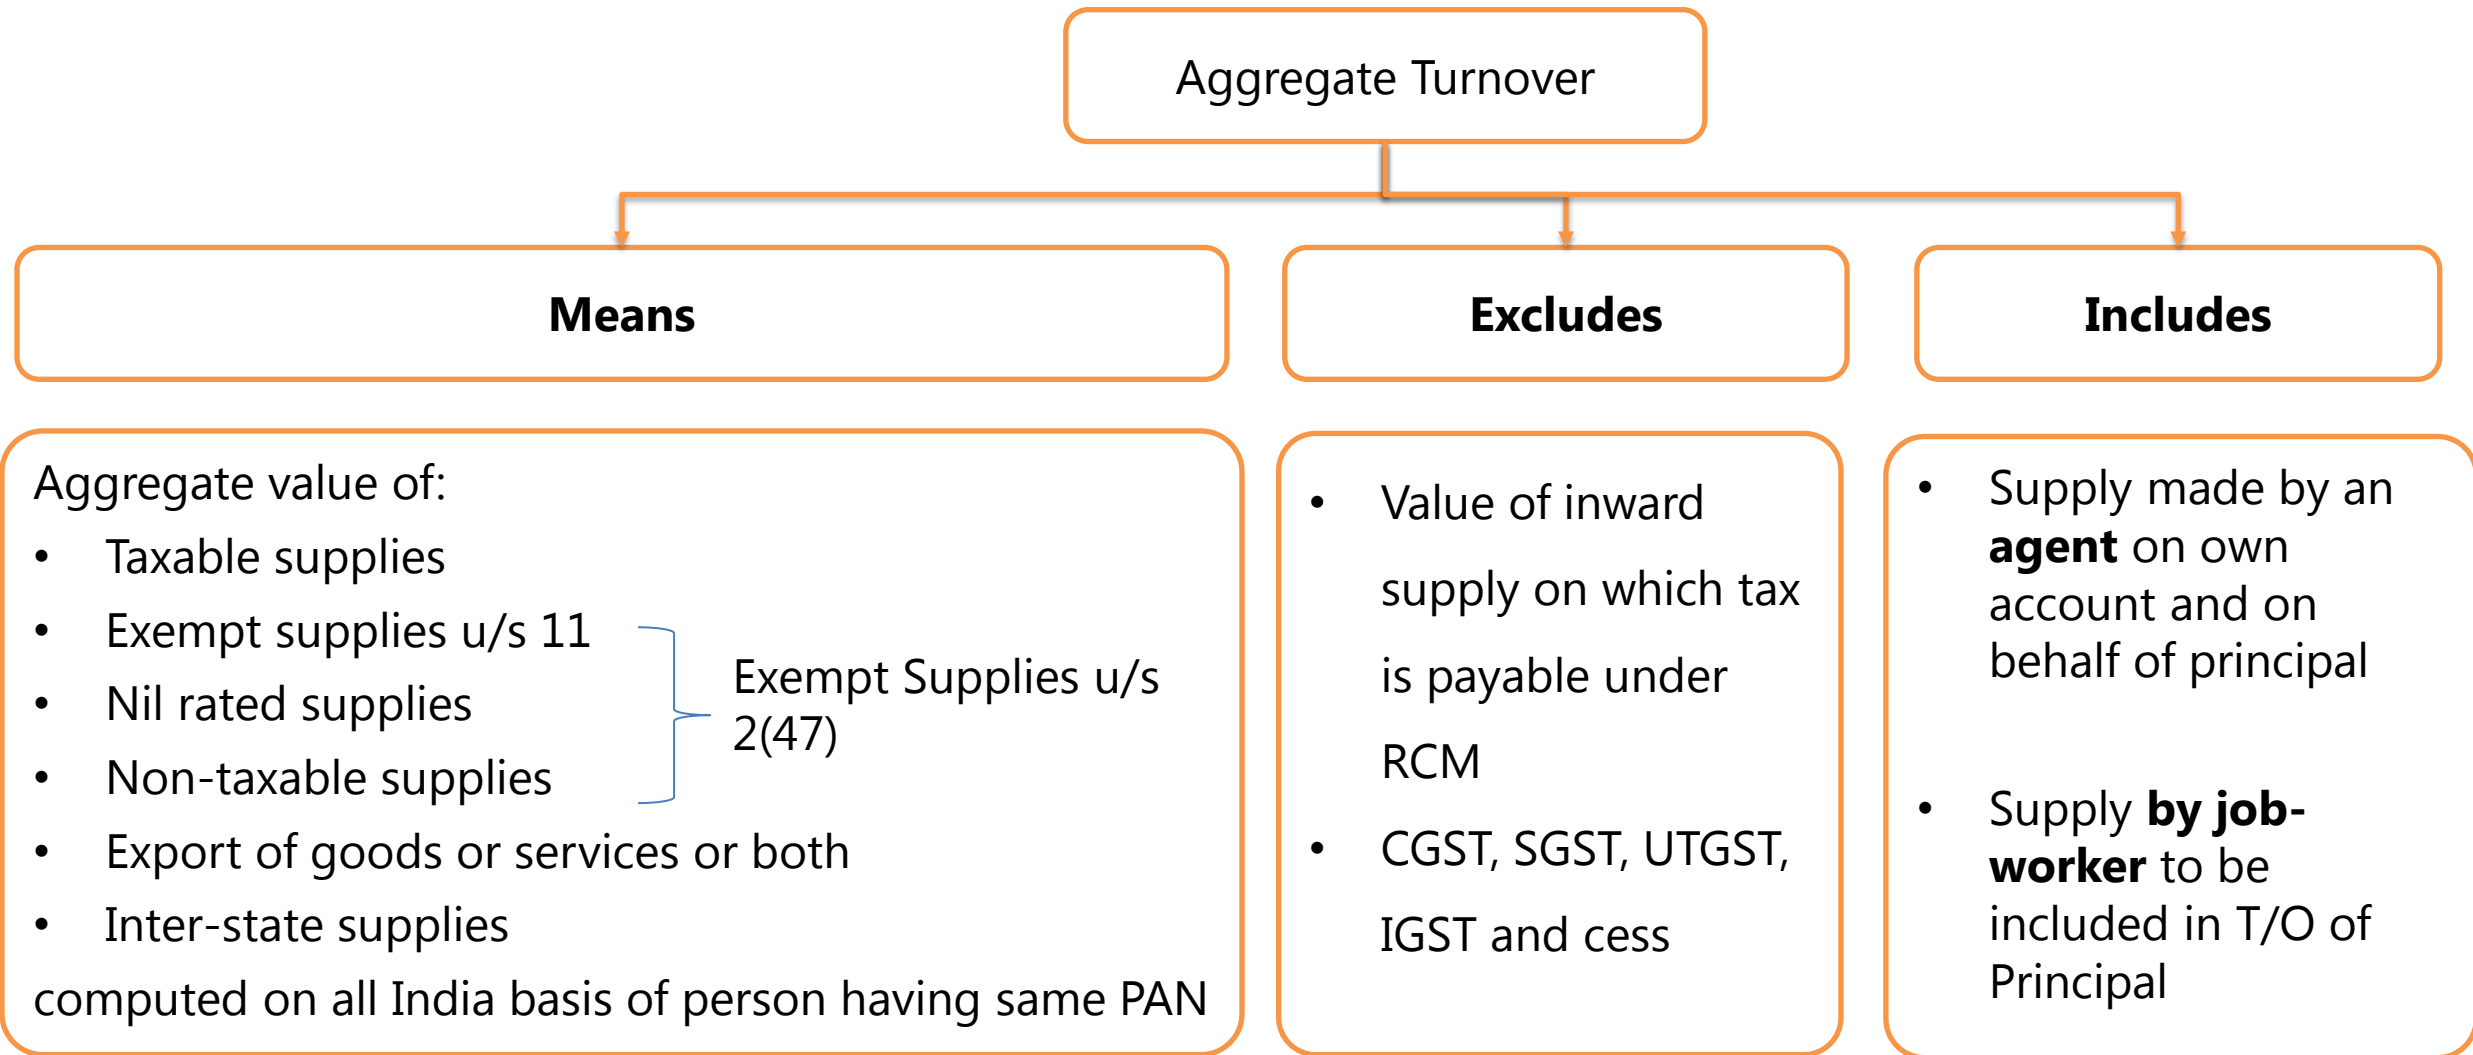 Aggregate Turnover
Means
Excludes
Includes
Aggregate value of:
• Taxable supplies
• Exempt supplies u/s 11
• Nil rated supplies
• Non-taxable supplies
Exempt Supplies u/s
2(47)
• Export of goods or services or both
• Inter-state supplies
computed on all India basis of person having same PAN
• Value of inward
supply on which tax
is payable under
RCM
• CGST, SGST, UTGST,
IGST and cess
• Supply made by an
agent on own
account and on
behalf of principal
• Supply by job-
worker to be
included in T/O of
Principal